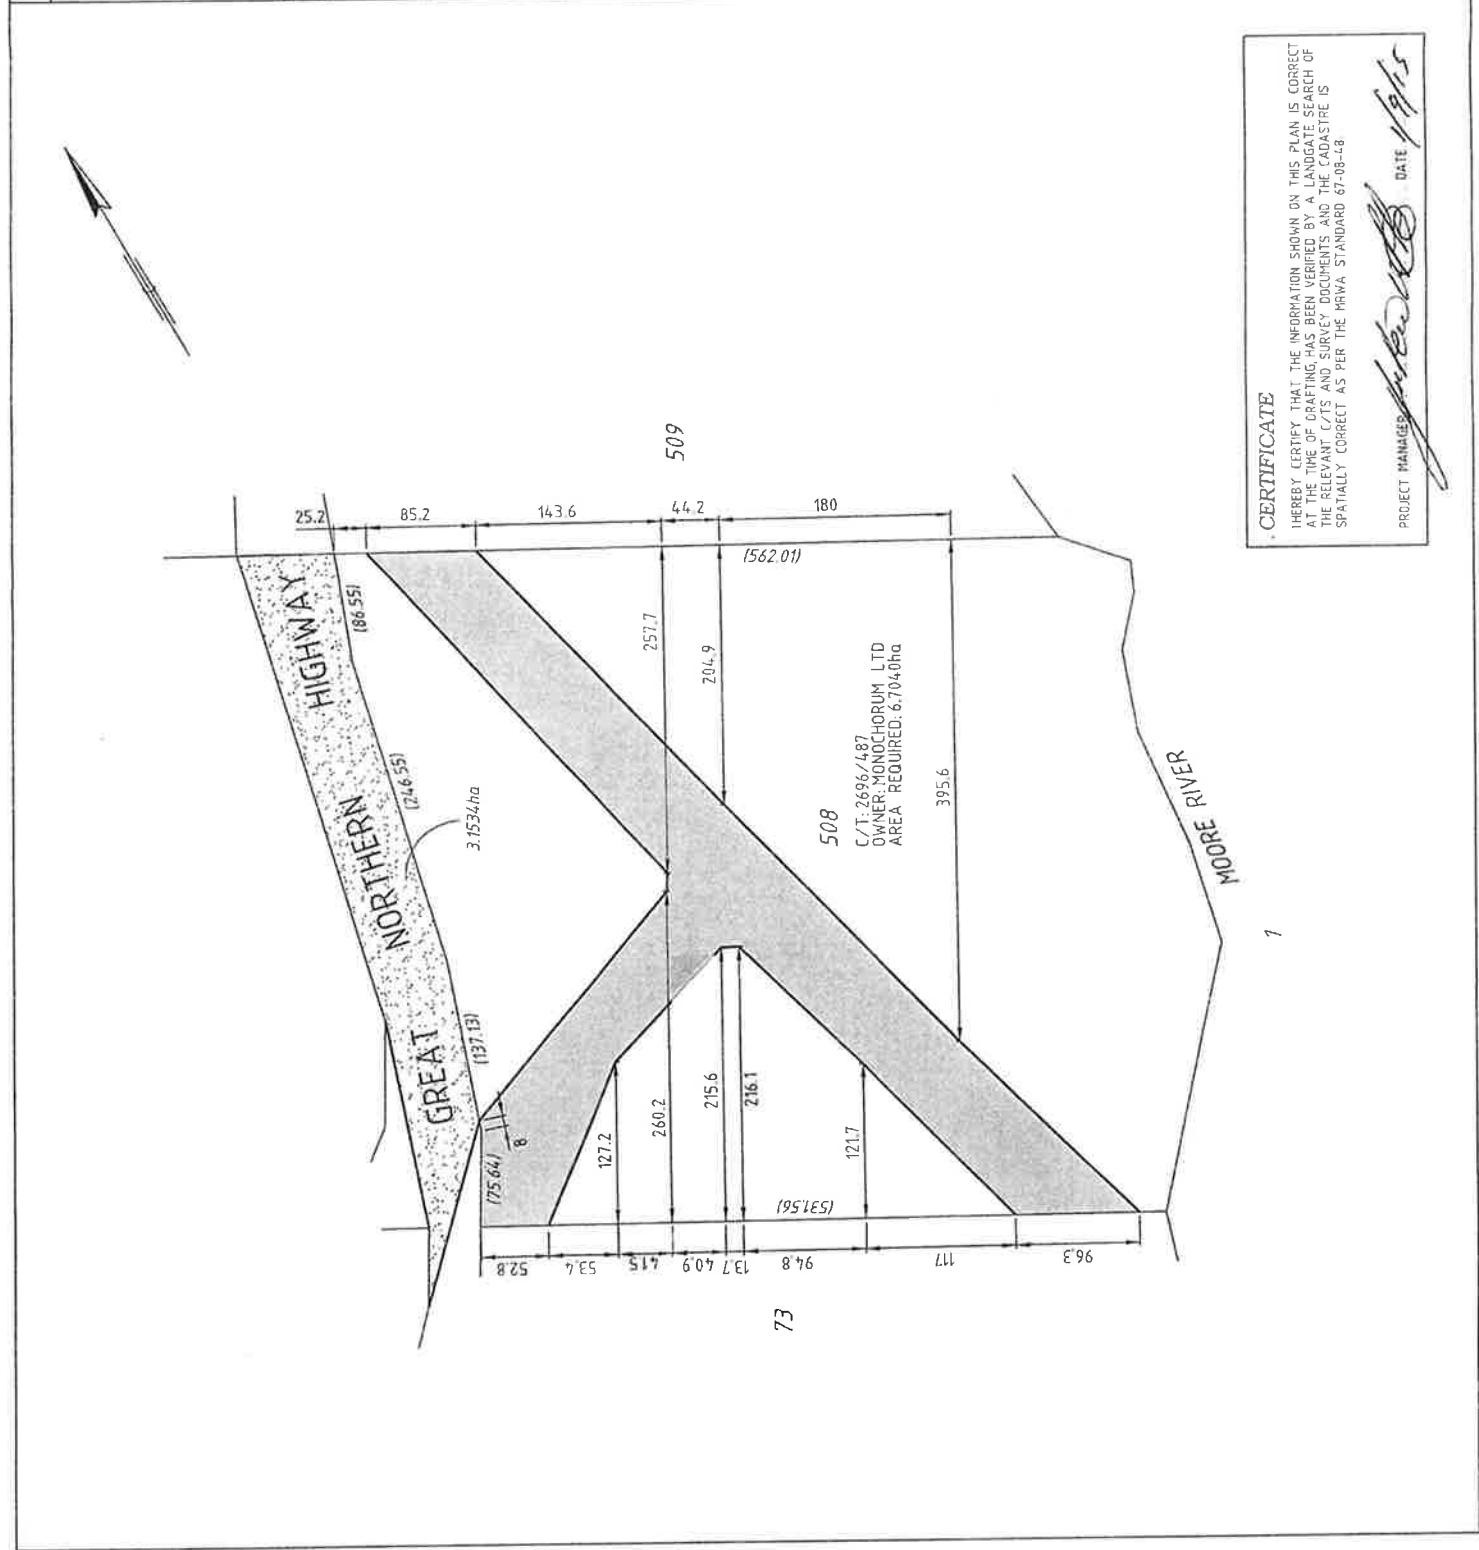 25.2
85.2
143.6
44.2
180
509
(562.01)
(86.55)
257.7
204.9
395.6
GREAT NORTHERN HIGHWAY
(246.55)
3.1534ha
(137.13)
508
C/T: 2696/487
OWNER: MONOCHORUM LTD
AREA REQUIRED: 6.7040ha
MOORE RIVER
1
8
(75.64)
127.2
260.2
215.6
216.1
121.7
(531.56)
52.8
53.4
41.5
40.9
13.7
94.8
117
96.3
73
CERTIFICATE
I HEREBY CERTIFY THAT THE INFORMATION SHOWN ON THIS PLAN IS CORRECT
AT THE TIME OF DRAFTING, HAS BEEN VERIFIED BY A LANDGATE SEARCH OF
THE RELEVANT C/TS AND SURVEY DOCUMENTS AND THE CADASTRE IS
SPATIALLY CORRECT AS PER THE MRWA STANDARD 67-08-48
PROJECT MANAGER DATE 1/9/15